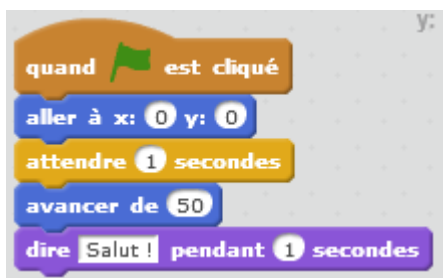 y:
quand est cliqué
aller à x: 0 y: 0
attendre 1 secondes
avancer de 50
dire Salut ! pendant 1 secondes